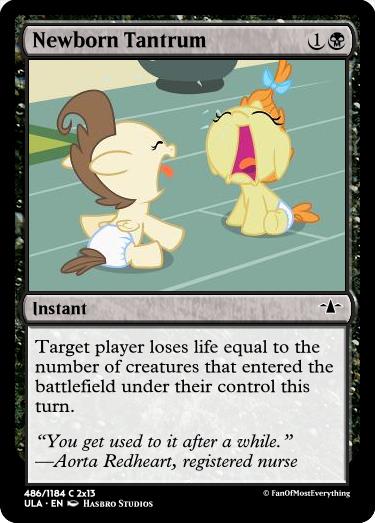 Newborn Tantrum 1
Instant
Target player loses life equal to the
number of creatures that entered the
battlefield under their control this
turn.
“You get used to it after a while.”
—Aorta Redheart, registered nurse
486/1184 C 2x13
ULA • EN Hasbro Studios
© FanOfMostEverything